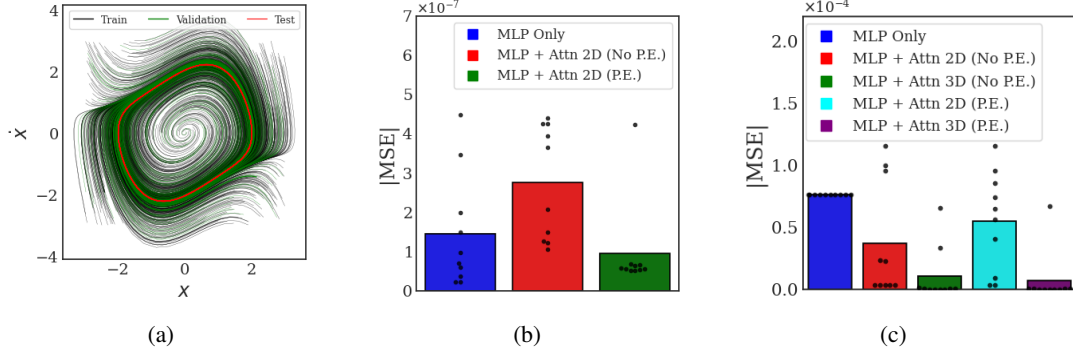 Train Validation Test
4
2
0
−2
−4
ẋ
−2 0 2
x
(a)
×10⁻⁷
7
6
5
4
3
2
1
0
|MSE|
MLP Only
MLP + Attn 2D (No P.E.)
MLP + Attn 2D (P.E.)
(b)
×10⁻⁴
2.0
1.5
1.0
0.5
0.0
|MSE|
MLP Only
MLP + Attn 2D (No P.E.)
MLP + Attn 3D (No P.E.)
MLP + Attn 2D (P.E.)
MLP + Attn 3D (P.E.)
(c)